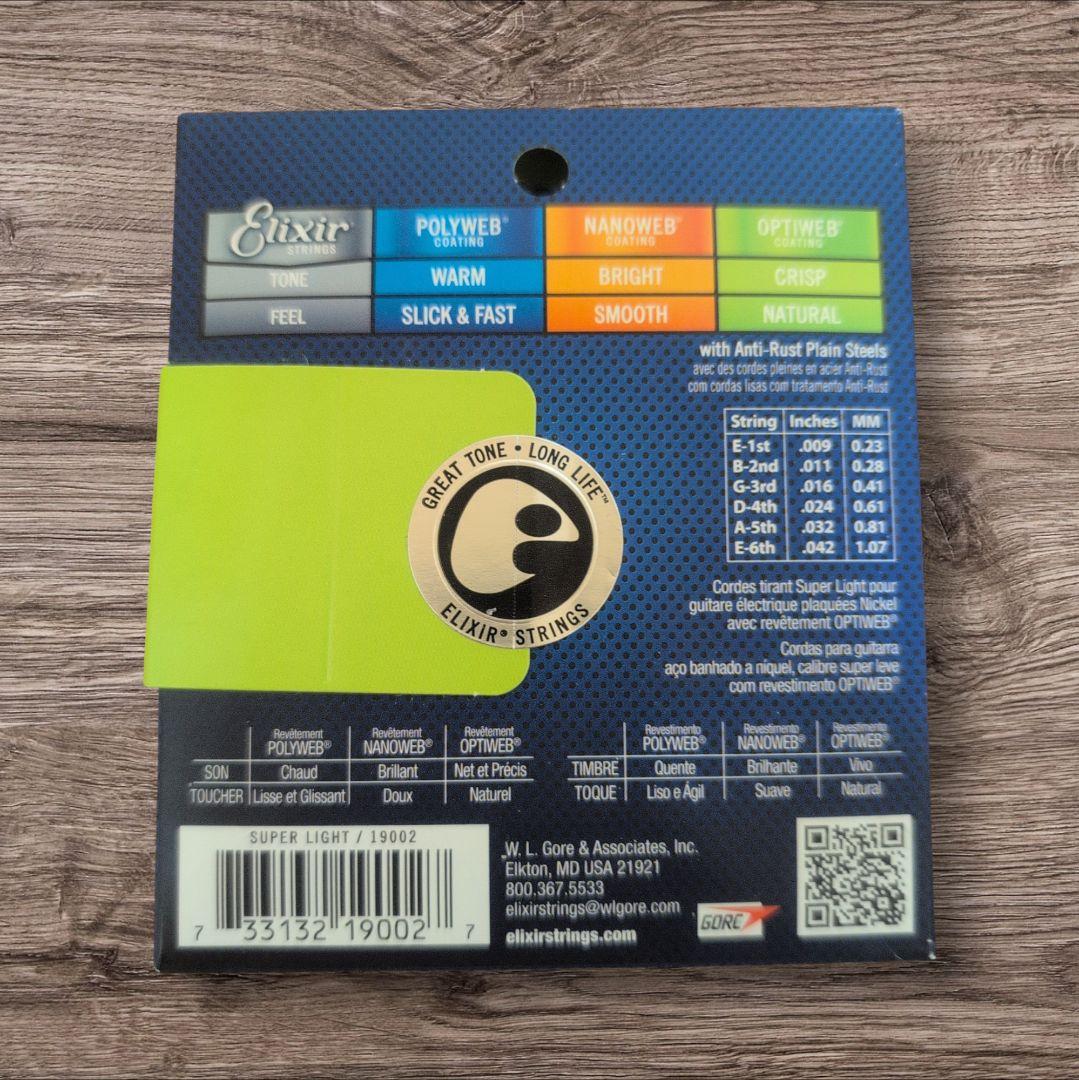 Elixir® POLYWEB® NANOWEB® OPTIWEB®
STRINGS COATING COATING COATING
TONE WARM BRIGHT CRISP
FEEL SLICK & FAST SMOOTH NATURAL
with Anti-Rust Plain Steels
avec des cordes pleines en acier Anti-Rust
com cordas lisas com tratamento Anti-Rust
String Inches MM
E-1st .009 0.23
B-2nd .011 0.28
G-3rd .016 0.41
D-4th .024 0.61
A-5th .032 0.81
E-6th .042 1.07
GREAT TONE • LONG LIFE™
ELIXIR® STRINGS
Cordes tirant Super Light pour
guitare électrique plaquées Nickel
avec revêtement OPTIWEB®
Cordas para guitarra
aço banhado a niquel, calibre super leve
com revestimento OPTIWEB®
Revêtement Revêtement Revêtement
POLYWEB® NANOWEB® OPTIWEB®
SON Chaud Brillant Net et Précis
TOUCHER Lisse et Glissant Doux Naturel
Revestimento Revestimento Revestimento
POLYWEB® NANOWEB® OPTIWEB®
TIMBRE Quente Brilhante Vivo
TOQUE Liso e Ágil Suave Natural
SUPER LIGHT / 19002
7 33132 19002 7
W. L. Gore & Associates, Inc.
Elkton, MD USA 21921
800.367.5533
elixirstrings@wlgore.com
elixirstrings.com
GORE